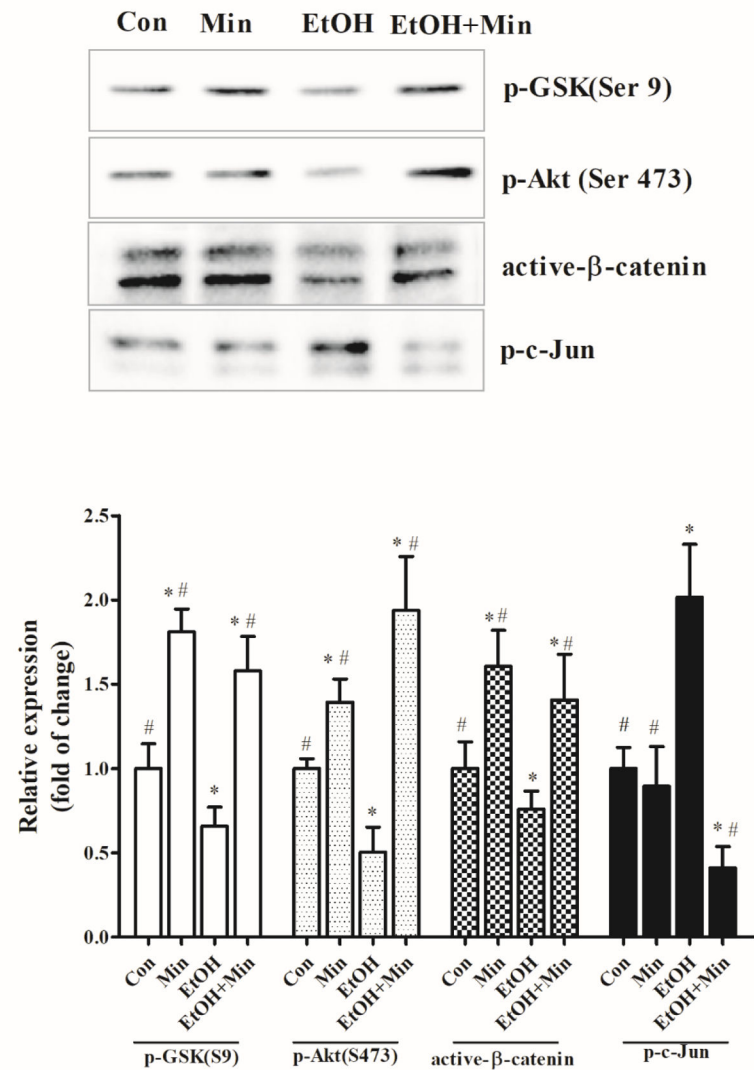 Con Min EtOH EtOH+Min
p-GSK(Ser 9)
p-Akt (Ser 473)
active-β-catenin
p-c-Jun
Relative expression
(fold of change)
2.5
2.0
1.5
1.0
0.5
0.0
# * # * * # # * # * * # # * # * * # # # * * #
Con Min EtOH EtOH+Min Con Min EtOH EtOH+Min Con Min EtOH EtOH+Min Con Min EtOH EtOH+Min
p-GSK(S9) p-Akt(S473) active-β-catenin p-c-Jun